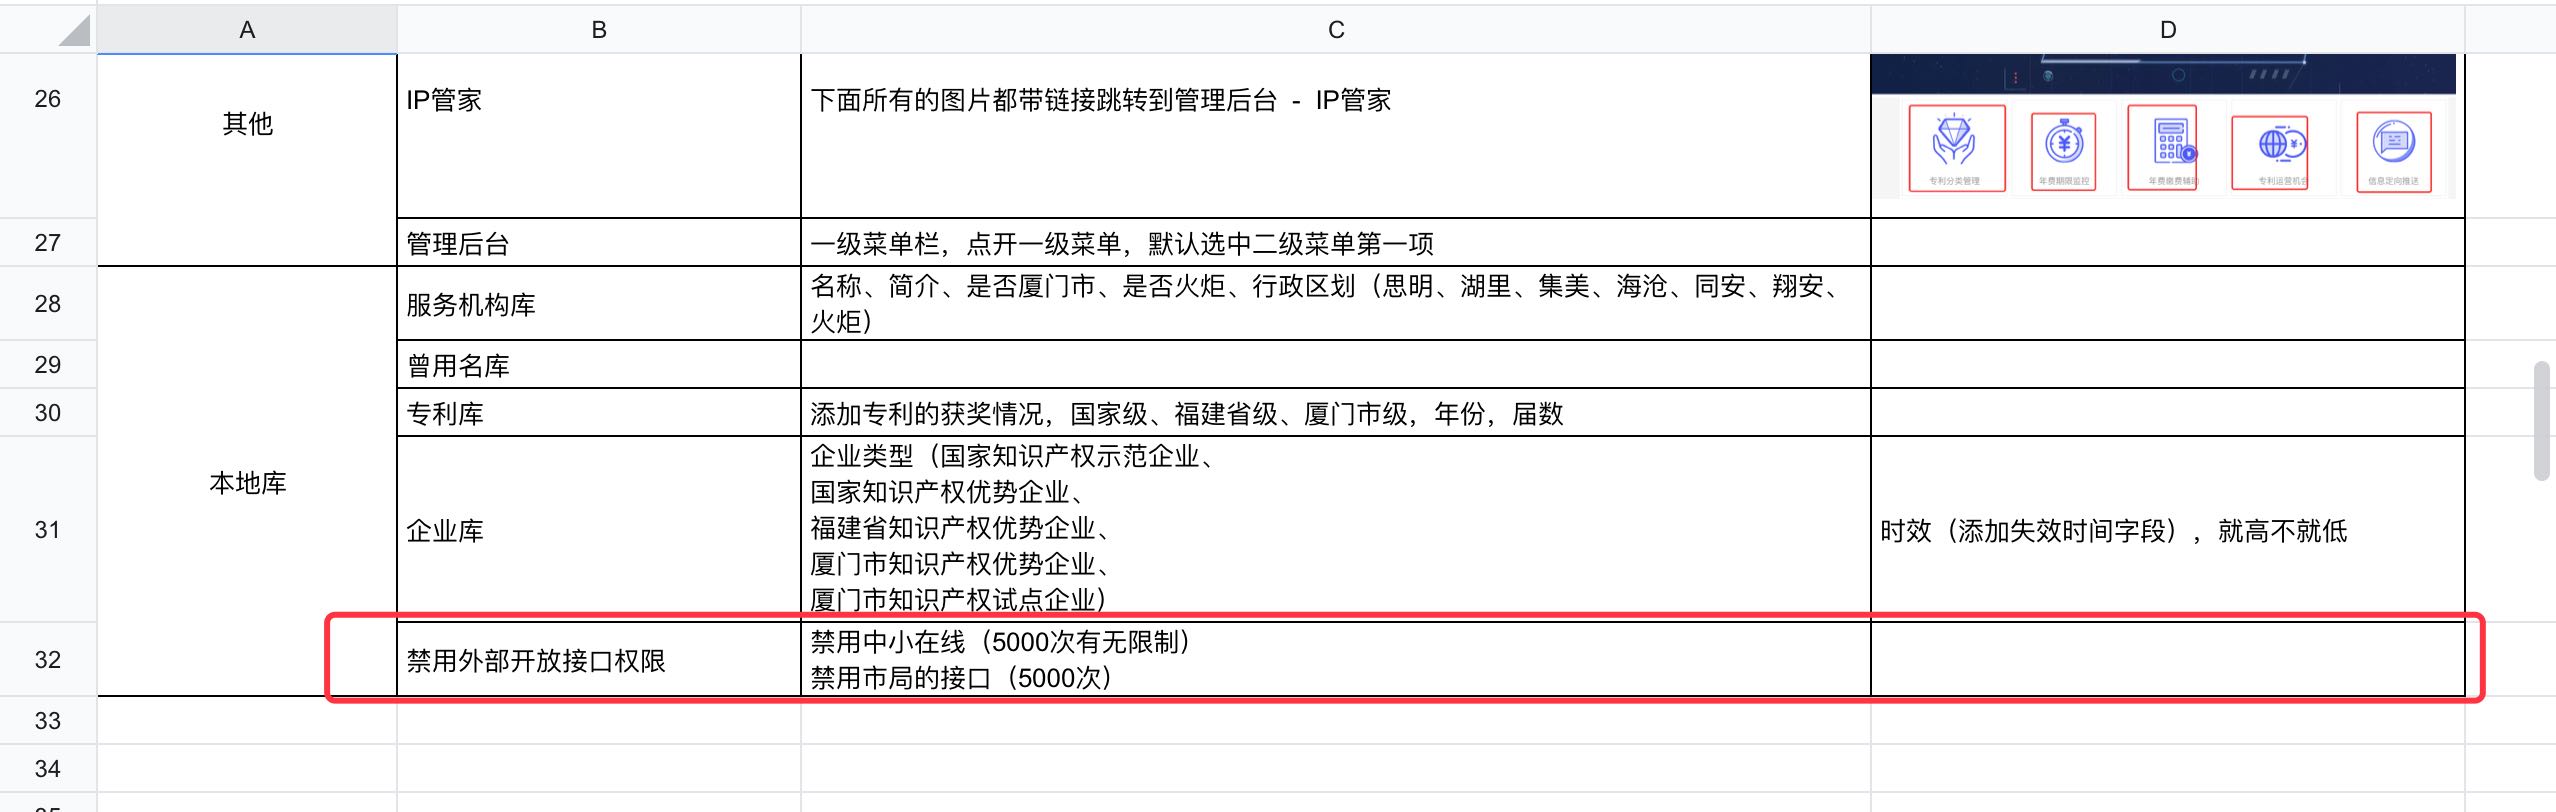 A
B
C
D
26
其他
IP管家
下面所有的图片都带链接跳转到管理后台 - IP管家
专利分类管理
年费期限监控
年费缴费辅助
专利运营机会
信息定向推送
27
管理后台
一级菜单栏，点开一级菜单，默认选中二级菜单第一项
28
本地库
服务机构库
名称、简介、是否厦门市、是否火炬、行政区划（思明、湖里、集美、海沧、同安、翔安、
火炬）
29
曾用名库
30
专利库
添加专利的获奖情况，国家级、福建省级、厦门市级，年份，届数
31
企业库
企业类型（国家知识产权示范企业、
国家知识产权优势企业、
福建省知识产权优势企业、
厦门市知识产权优势企业、
厦门市知识产权试点企业）
时效（添加失效时间字段），就高不就低
32
禁用外部开放接口权限
禁用中小在线（5000次有无限制）
禁用市局的接口（5000次）
33
34